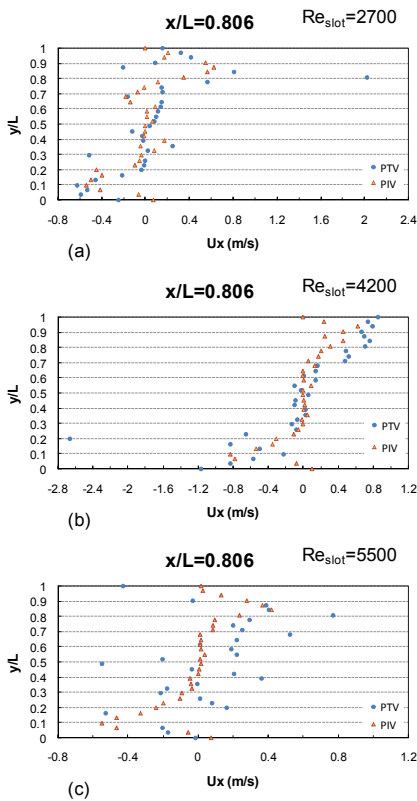 x/L=0.806 Re_slot=2700
y/L
1
0.9
0.8
0.7
0.6
0.5
0.4
0.3
0.2
0.1
0
PTV
PIV
-0.8 -0.4 0 0.4 0.8 1.2 1.6 2 2.4
Ux (m/s)
(a)
x/L=0.806 Re_slot=4200
y/L
1
0.9
0.8
0.7
0.6
0.5
0.4
0.3
0.2
0.1
0
PTV
PIV
-2.8 -2.4 -2 -1.6 -1.2 -0.8 -0.4 0 0.4 0.8 1.2
Ux (m/s)
(b)
x/L=0.806 Re_slot=5500
y/L
1
0.9
0.8
0.7
0.6
0.5
0.4
0.3
0.2
0.1
0
PTV
PIV
-0.8 -0.4 0 0.4 0.8 1.2
Ux (m/s)
(c)